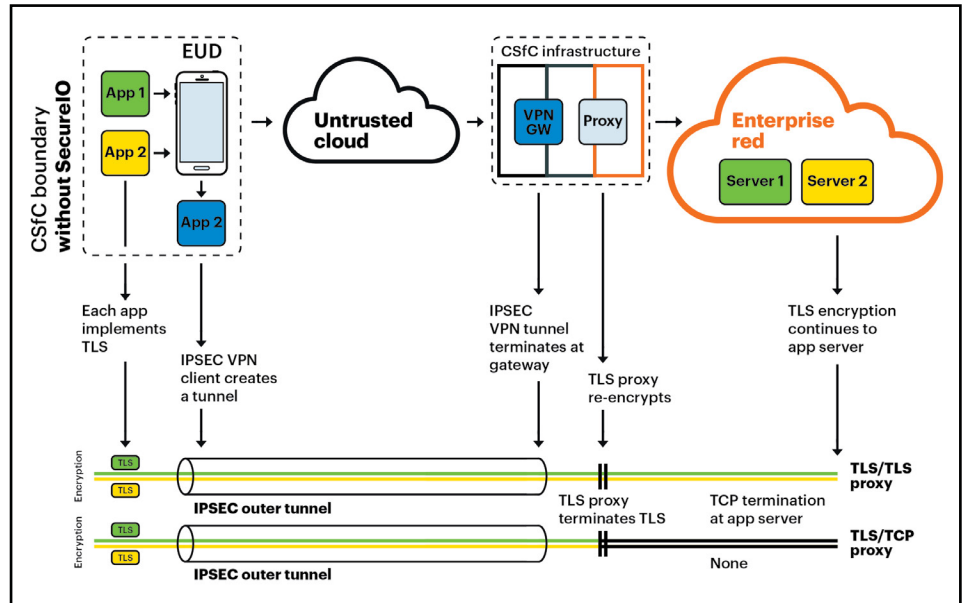 CSfC boundary
without SecureIO
EUD
App 1
App 2
App 2
Untrusted
cloud
CSfC infrastructure
VPN
GW
Proxy
Enterprise
red
Server 1
Server 2
Each app
implements
TLS
IPSEC VPN
client creates
a tunnel
IPSEC
VPN tunnel
terminates at
gateway
TLS proxy
re-encrypts
TLS encryption
continues to
app server
Encryption
TLS
TLS
IPSEC outer tunnel
TLS proxy
terminates TLS
TCP termination
at app server
TLS/TLS
proxy
Encryption
TLS
TLS
IPSEC outer tunnel
None
TLS/TCP
proxy